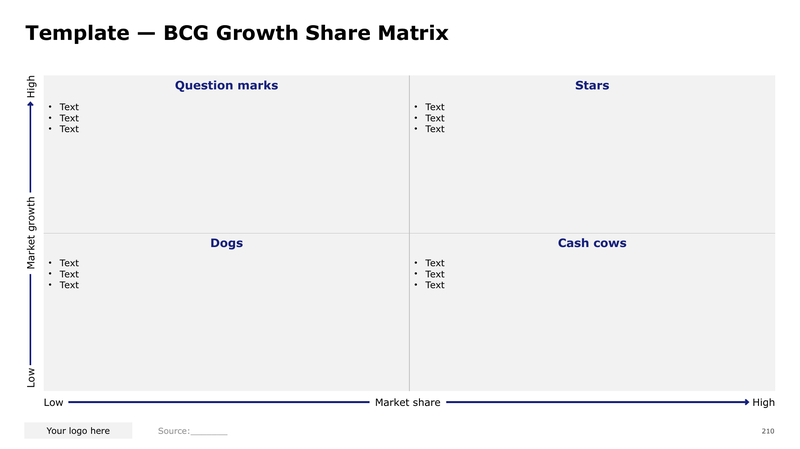 Template — BCG Growth Share Matrix
High
Market growth
Low
Question marks
• Text
• Text
• Text
Stars
• Text
• Text
• Text
Dogs
• Text
• Text
• Text
Cash cows
• Text
• Text
• Text
Low
Market share
High
Your logo here
Source:________
210